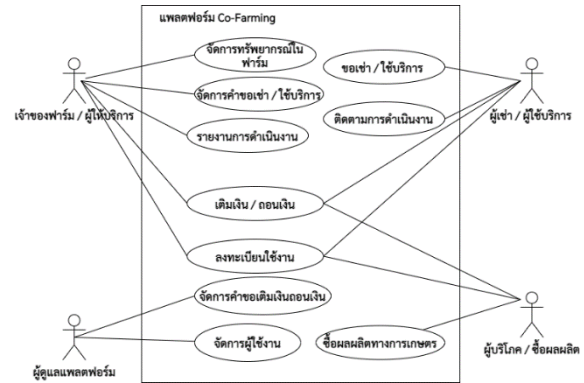 แพลตฟอร์ม Co-Farming
จัดการทรัพยากรณ์ใน
ฟาร์ม
ขอเช่า / ใช้บริการ
จัดการคำขอเช่า / ใช้บริการ
เจ้าของฟาร์ม / ผู้ให้บริการ
ติดตามการดำเนินงาน
ผู้เช่า / ผู้ใช้บริการ
รายงานการดำเนินงาน
เติมเงิน / ถอนเงิน
ลงทะเบียนใช้งาน
จัดการคำขอเติมเงินถอนเงิน
จัดการผู้ใช้งาน
ซื้อผลผลิตทางการเกษตร
ผู้บริโภค / ซื้อผลผลิต
ผู้ดูแลแพลตฟอร์ม